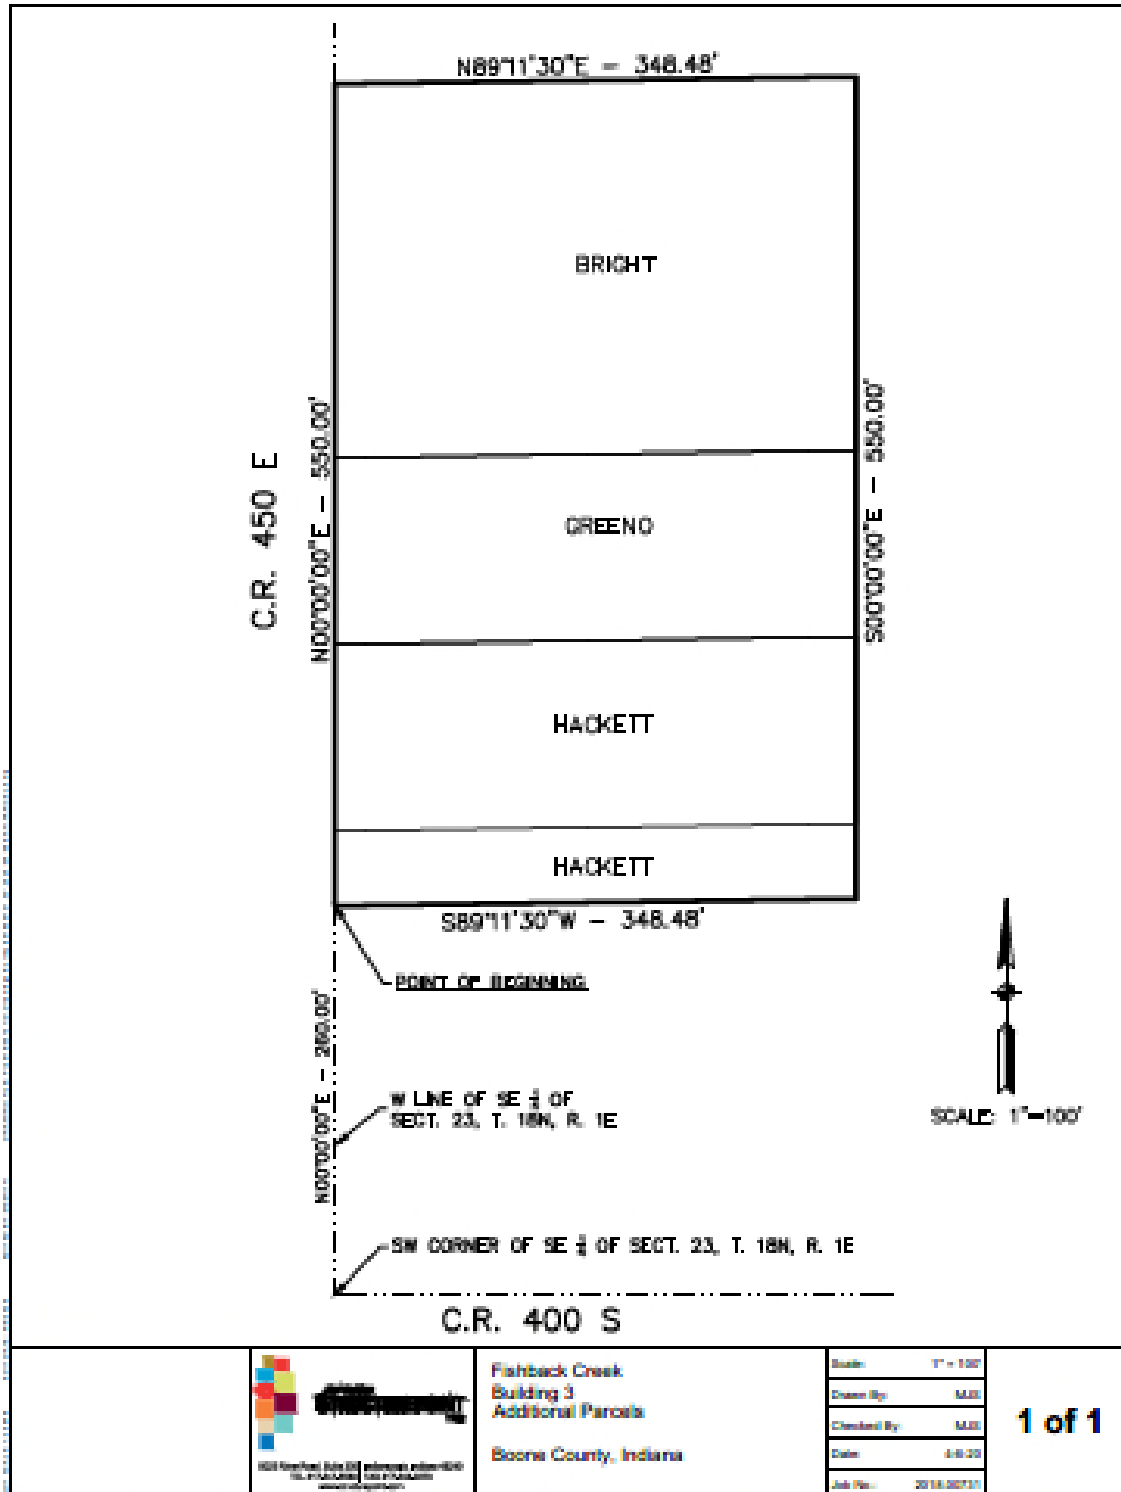 N89°11'30"E - 348.48'
BRIGHT
C.R. 450 E
N00°00'00"E - 550.00'
S00°00'00"E - 550.00'
GREENO
HACKETT
HACKETT
S89°11'30"W - 348.48'
POINT OF BEGINNING
N00°00'00"E - 260.00'
W LINE OF SE ¼ OF
SECT. 23, T. 18N, R. 1E
SCALE: 1"=100'
SW CORNER OF SE ¼ OF SECT. 23, T. 18N, R. 1E
C.R. 400 S
Fishback Creek
Building 3
Additional Parcels
Boone County, Indiana
Scale: 1" = 100'
Drawn By:
Checked By:
Date:
Job No.:
1 of 1